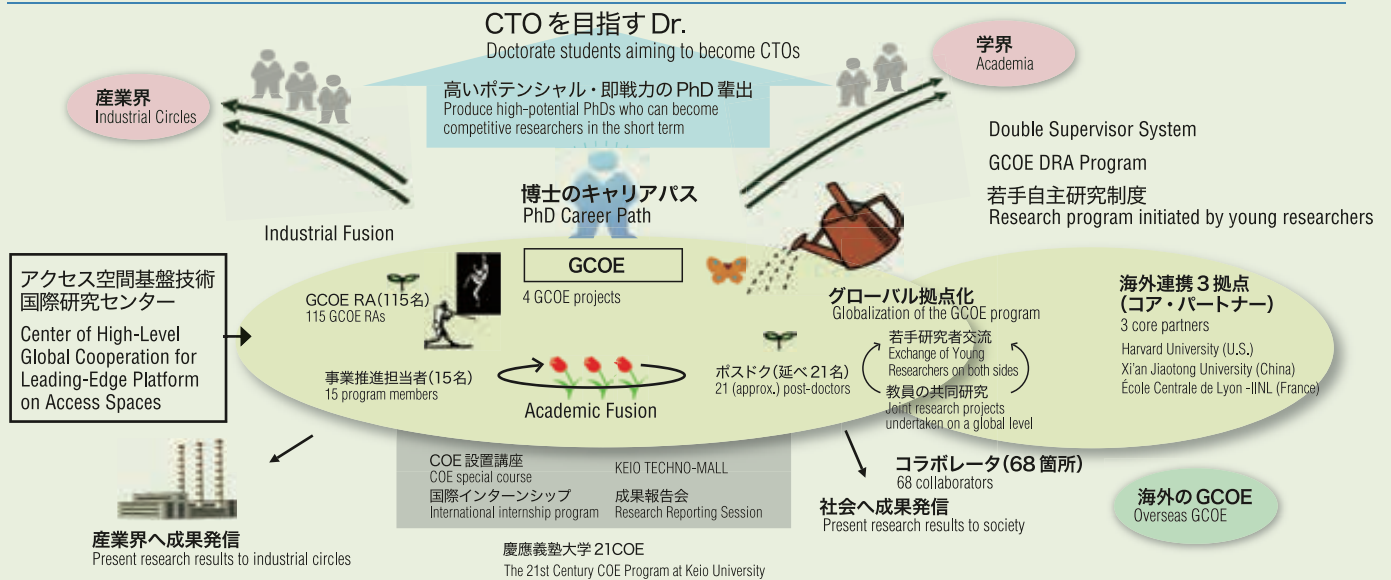 CTOを目指すDr.
Doctorate students aiming to become CTOs
高いポテンシャル・即戦力のPhD輩出
Produce high-potential PhDs who can become
competitive researchers in the short term
産業界
Industrial Circles
学界
Academia
Double Supervisor System
GCOE DRA Program
若手自主研究制度
Research program initiated by young researchers
博士のキャリアパス
PhD Career Path
Industrial Fusion
アクセス空間基盤技術
国際研究センター
Center of High-Level
Global Cooperation for
Leading-Edge Platform
on Access Spaces
GCOE
4 GCOE projects
GCOE RA(115名)
115 GCOE RAs
事業推進担当者(15名)
15 program members
Academic Fusion
ポスドク(延べ21名)
21 (approx.) post-doctors
グローバル拠点化
Globalization of the GCOE program
若手研究者交流
Exchange of Young
Researchers on both sides
教員の共同研究
Joint research projects
undertaken on a global level
海外連携3拠点
(コア・パートナー)
3 core partners
Harvard University (U.S.)
Xi'an Jiaotong University (China)
École Centrale de Lyon -IINL (France)
COE設置講座
COE special course
国際インターンシップ
International internship program
KEIO TECHNO-MALL
成果報告会
Research Reporting Session
コラボレータ(68箇所)
68 collaborators
社会へ成果発信
Present research results to society
海外のGCOE
Overseas GCOE
産業界へ成果発信
Present research results to industrial circles
慶應義塾大学21COE
The 21st Century COE Program at Keio University